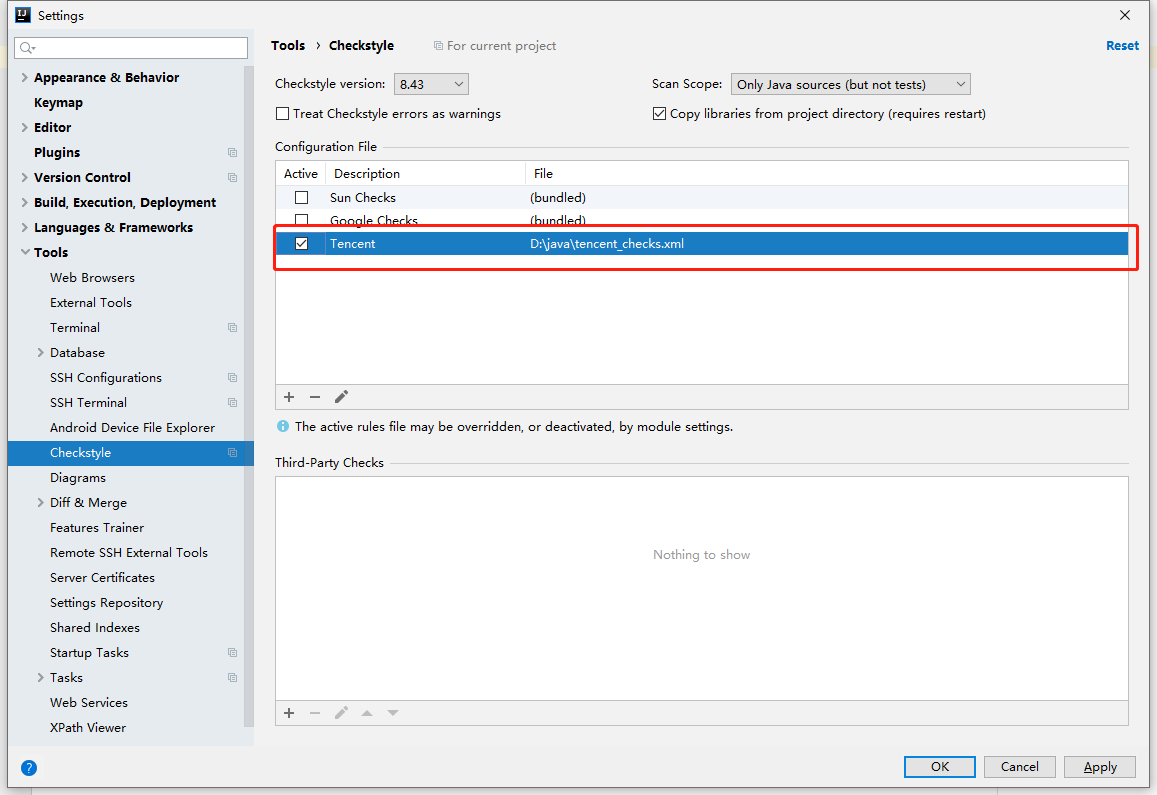 Settings
Appearance & Behavior
Keymap
Editor
Plugins
Version Control
Build, Execution, Deployment
Languages & Frameworks
Tools
Web Browsers
External Tools
Terminal
Database
SSH Configurations
SSH Terminal
Android Device File Explorer
Checkstyle
Diagrams
Diff & Merge
Features Trainer
Remote SSH External Tools
Server Certificates
Settings Repository
Shared Indexes
Startup Tasks
Tasks
Web Services
XPath Viewer
Tools › Checkstyle For current project Reset
Checkstyle version: 8.43 Scan Scope: Only Java sources (but not tests)
Treat Checkstyle errors as warnings Copy libraries from project directory (requires restart)
Configuration File
Active Description File
Sun Checks (bundled)
Google Checks (bundled)
Tencent D:\java\tencent_checks.xml
The active rules file may be overridden, or deactivated, by module settings.
Third-Party Checks
Nothing to show
OK Cancel Apply